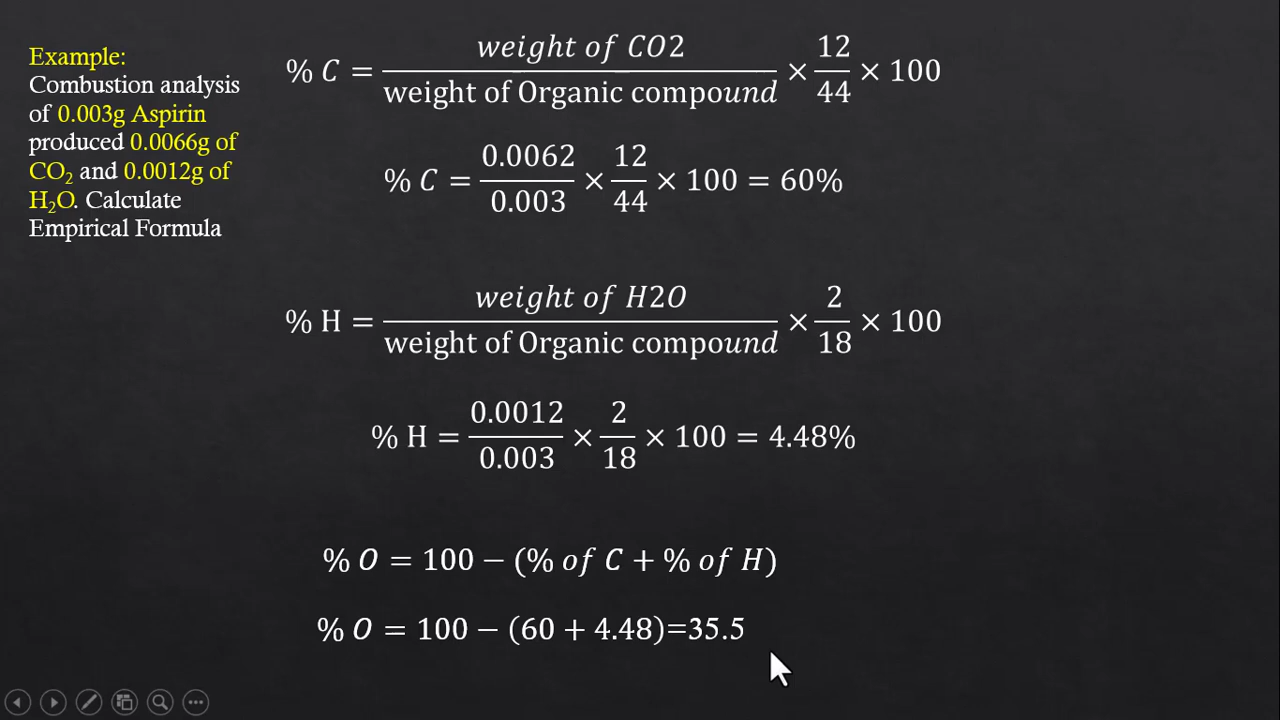 Example:
Combustion analysis
of 0.003g Aspirin
produced 0.0066g of
CO₂ and 0.0012g of
H₂O. Calculate
Empirical Formula
% C = weight of CO2 / weight of Organic compound × 12/44 × 100
% C = 0.0062/0.003 × 12/44 × 100 = 60%
% H = weight of H2O / weight of Organic compound × 2/18 × 100
% H = 0.0012/0.003 × 2/18 × 100 = 4.48%
% O = 100 − (% of C + % of H)
% O = 100 − (60 + 4.48)=35.5